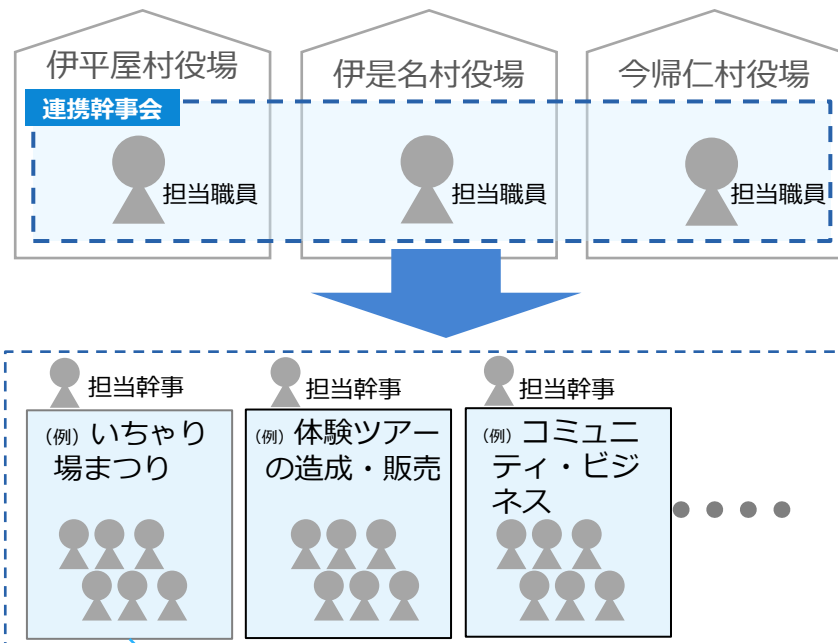 伊平屋村役場
伊是名村役場
今帰仁村役場
連携幹事会
担当職員
担当職員
担当職員
担当幹事
担当幹事
担当幹事
(例) いちゃり
場まつり
(例) 体験ツアー
の造成・販売
(例) コミュニ
ティ・ビジ
ネス